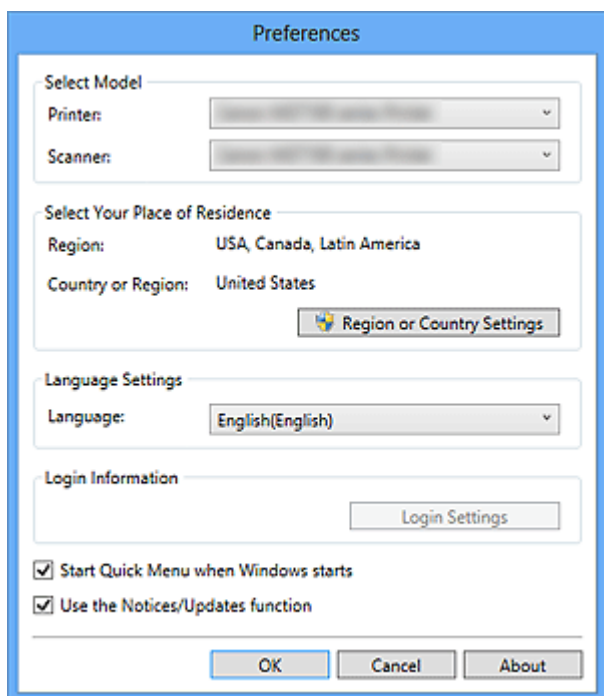 Preferences
Select Model
Printer:
Scanner:
Select Your Place of Residence
Region: USA, Canada, Latin America
Country or Region: United States
Region or Country Settings
Language Settings
Language: English(English)
Login Information
Login Settings
Start Quick Menu when Windows starts
Use the Notices/Updates function
OK Cancel About